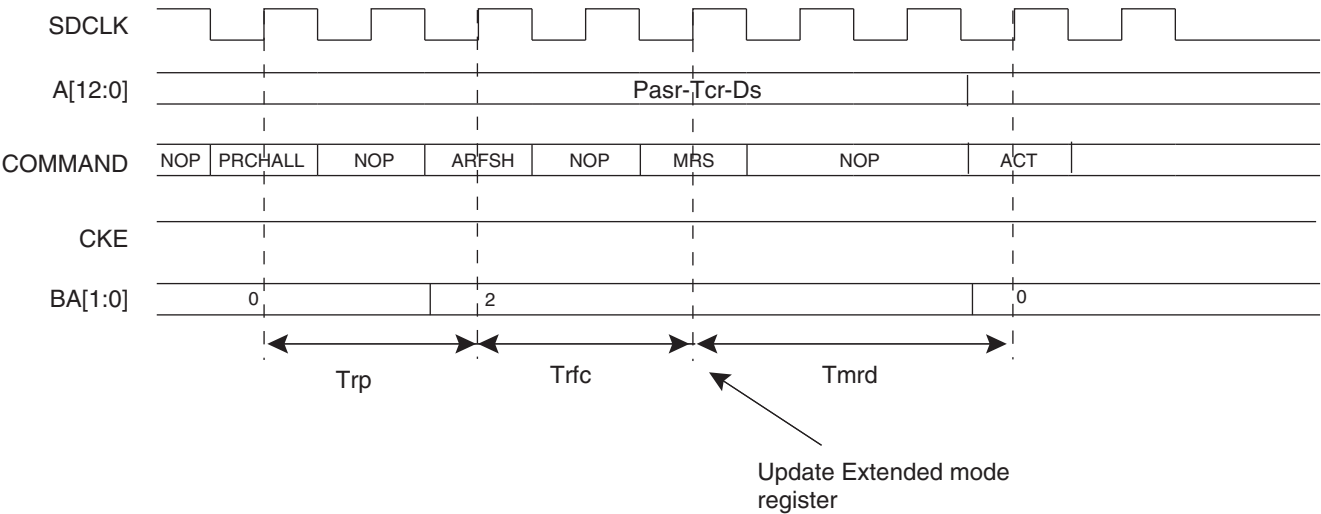 SDCLK
A[12:0] Pasr-Tcr-Ds
COMMAND NOP PRCHALL NOP ARFSH NOP MRS NOP ACT
CKE
BA[1:0] 0 2 0
Trp Trfc Tmrd
Update Extended mode
register